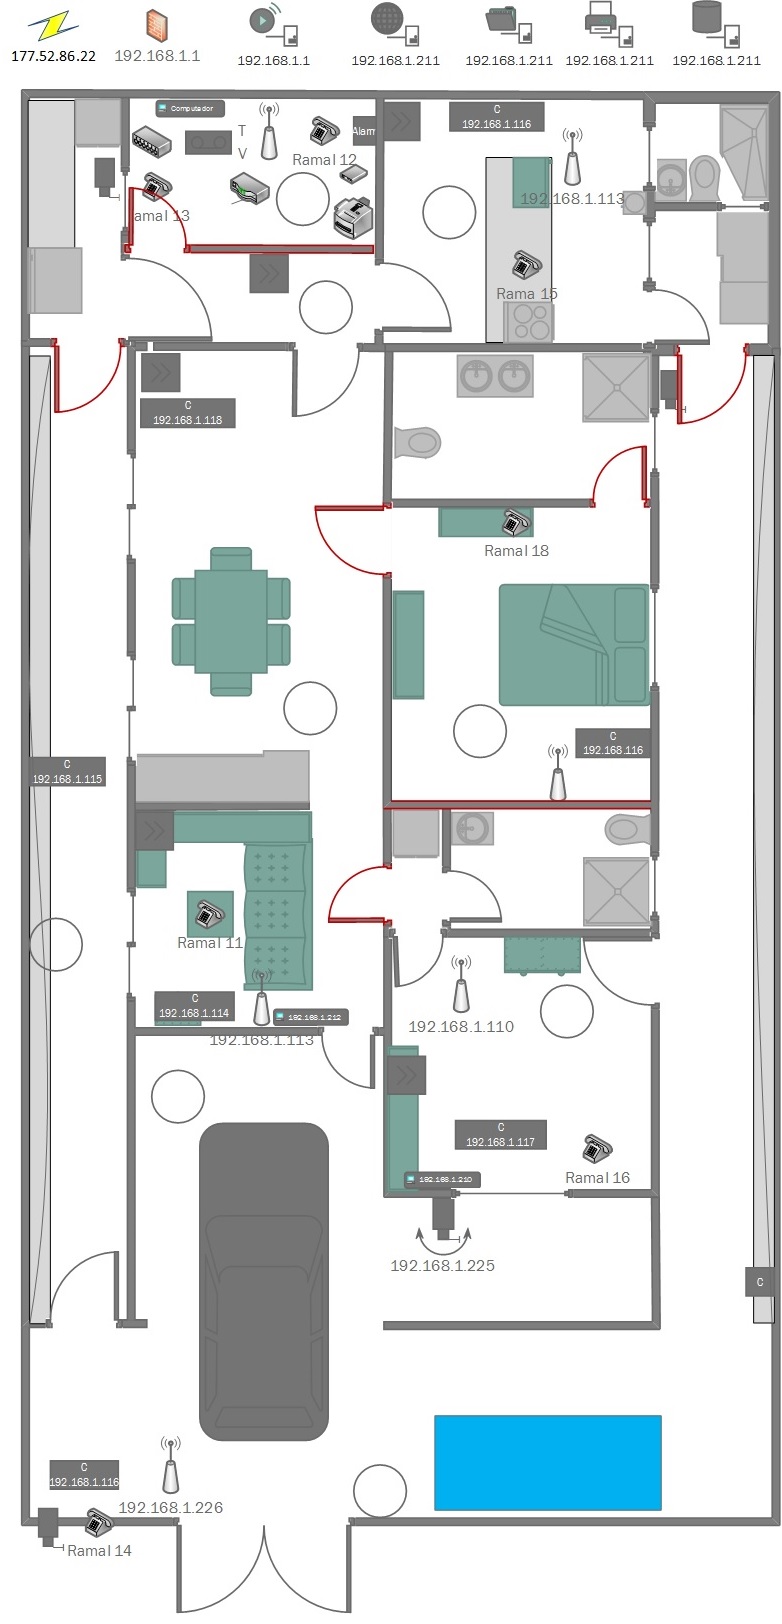 177.52.86.22
192.168.1.1
192.168.1.1
192.168.1.211
192.168.1.211
192.168.1.211
192.168.1.211
Computador
T
V
Alarm
Ramal 12
amal 13
C
192.168.1.116
192.168.1.113
Rama 15
C
192.168.1.118
Ramal 18
C
192.168.116
C
192.168.1.115
Ramal 11
C
192.168.1.114
192.168.1.212
192.168.1.113
192.168.1.110
C
192.168.1.117
Ramal 16
192.168.1.210
192.168.1.225
C
C
192.168.1.116
192.168.1.226
Ramal 14